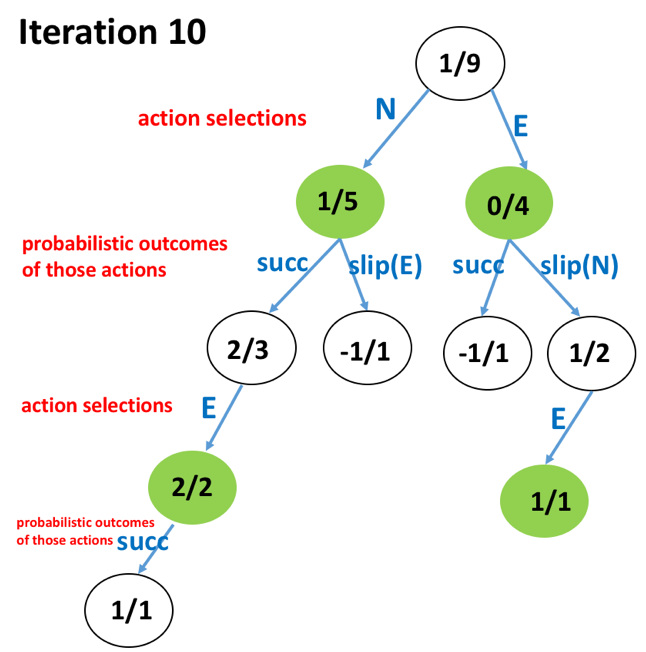 Iteration 10
1/9
action selections
N
E
1/5
0/4
probabilistic outcomes
of those actions
succ
slip(E)
succ
slip(N)
2/3
-1/1
-1/1
1/2
action selections
E
E
2/2
1/1
probabilistic outcomes
of those actions
succ
1/1